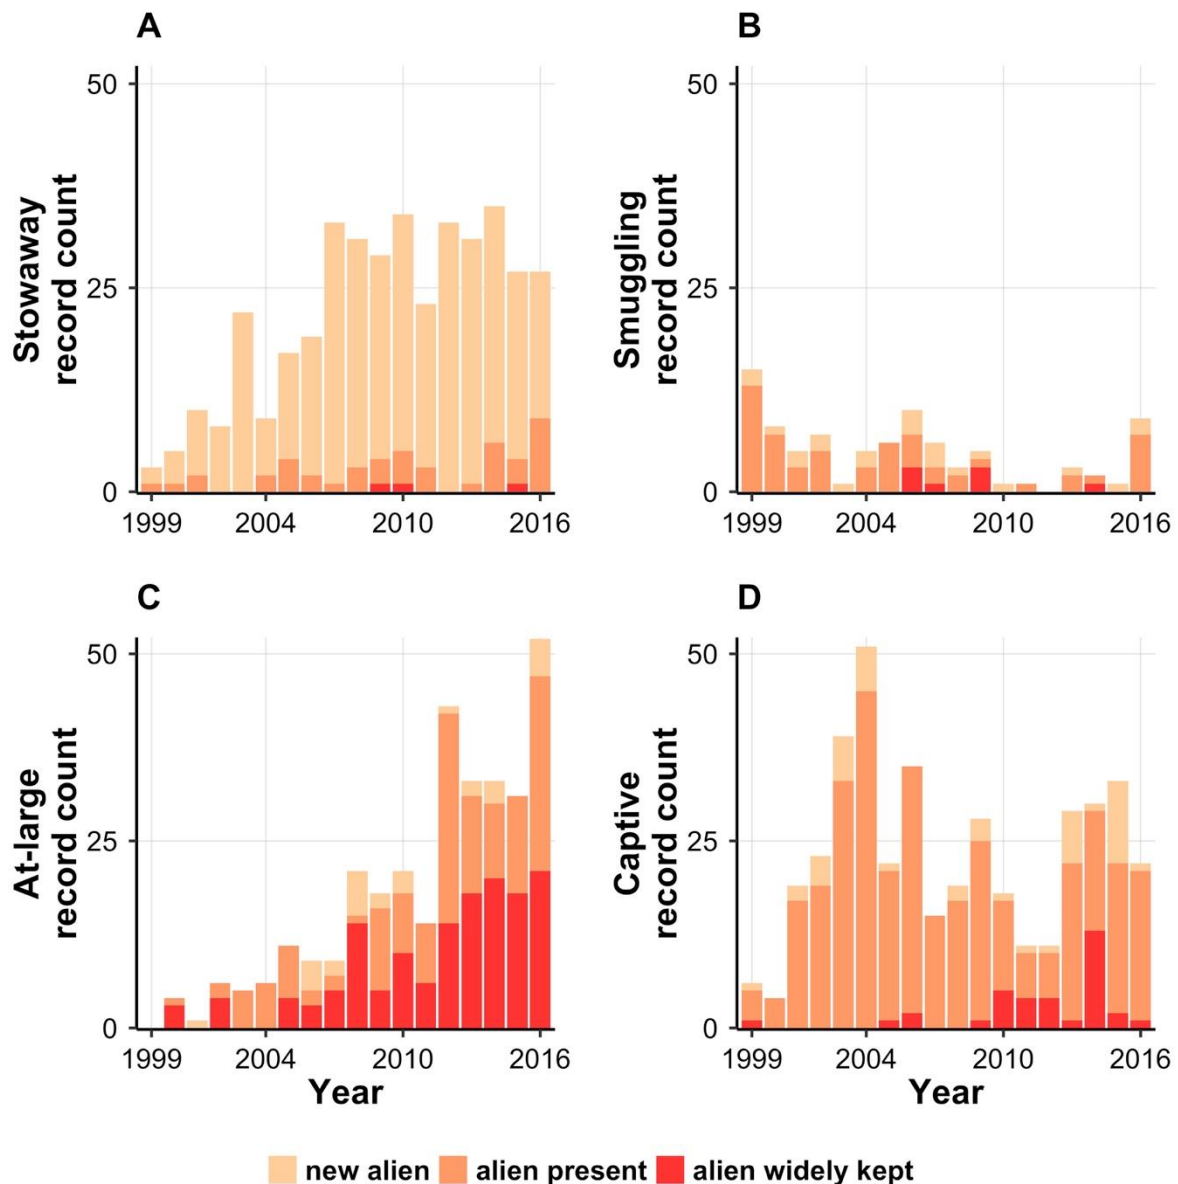 A
50
25
0
Stowaway
record count
1999 2004 2010 2016
B
50
25
0
Smuggling
record count
1999 2004 2010 2016
C
50
25
0
At-large
record count
1999 2004 2010 2016
Year
D
50
25
0
Captive
record count
1999 2004 2010 2016
Year
new alien alien present alien widely kept